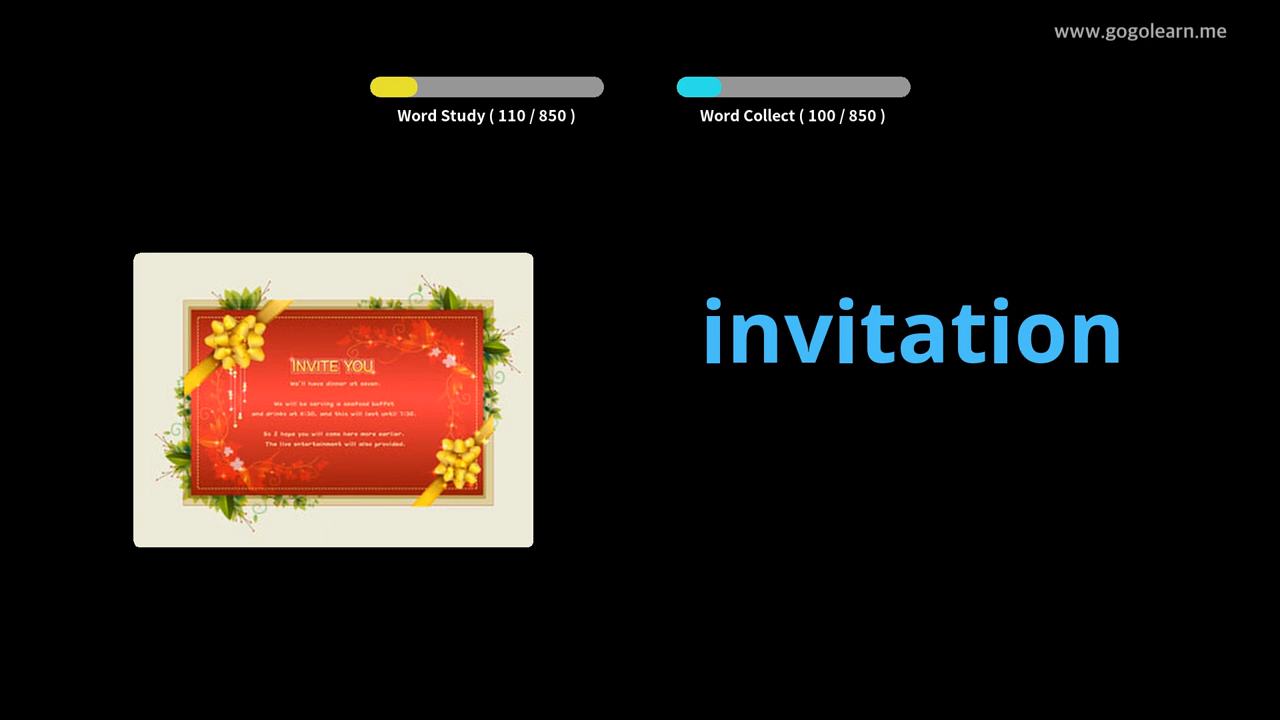 www.gogolearn.me
Word Study ( 110 / 850 )
Word Collect ( 100 / 850 )
INVITE YOU
We'll have dinner at seven.
We will be serving a seafood buffet
and drinks at 6:30, and this will last until 7:30.
So I hope you will come here more earlier.
The live entertainment will also provided.
invitation